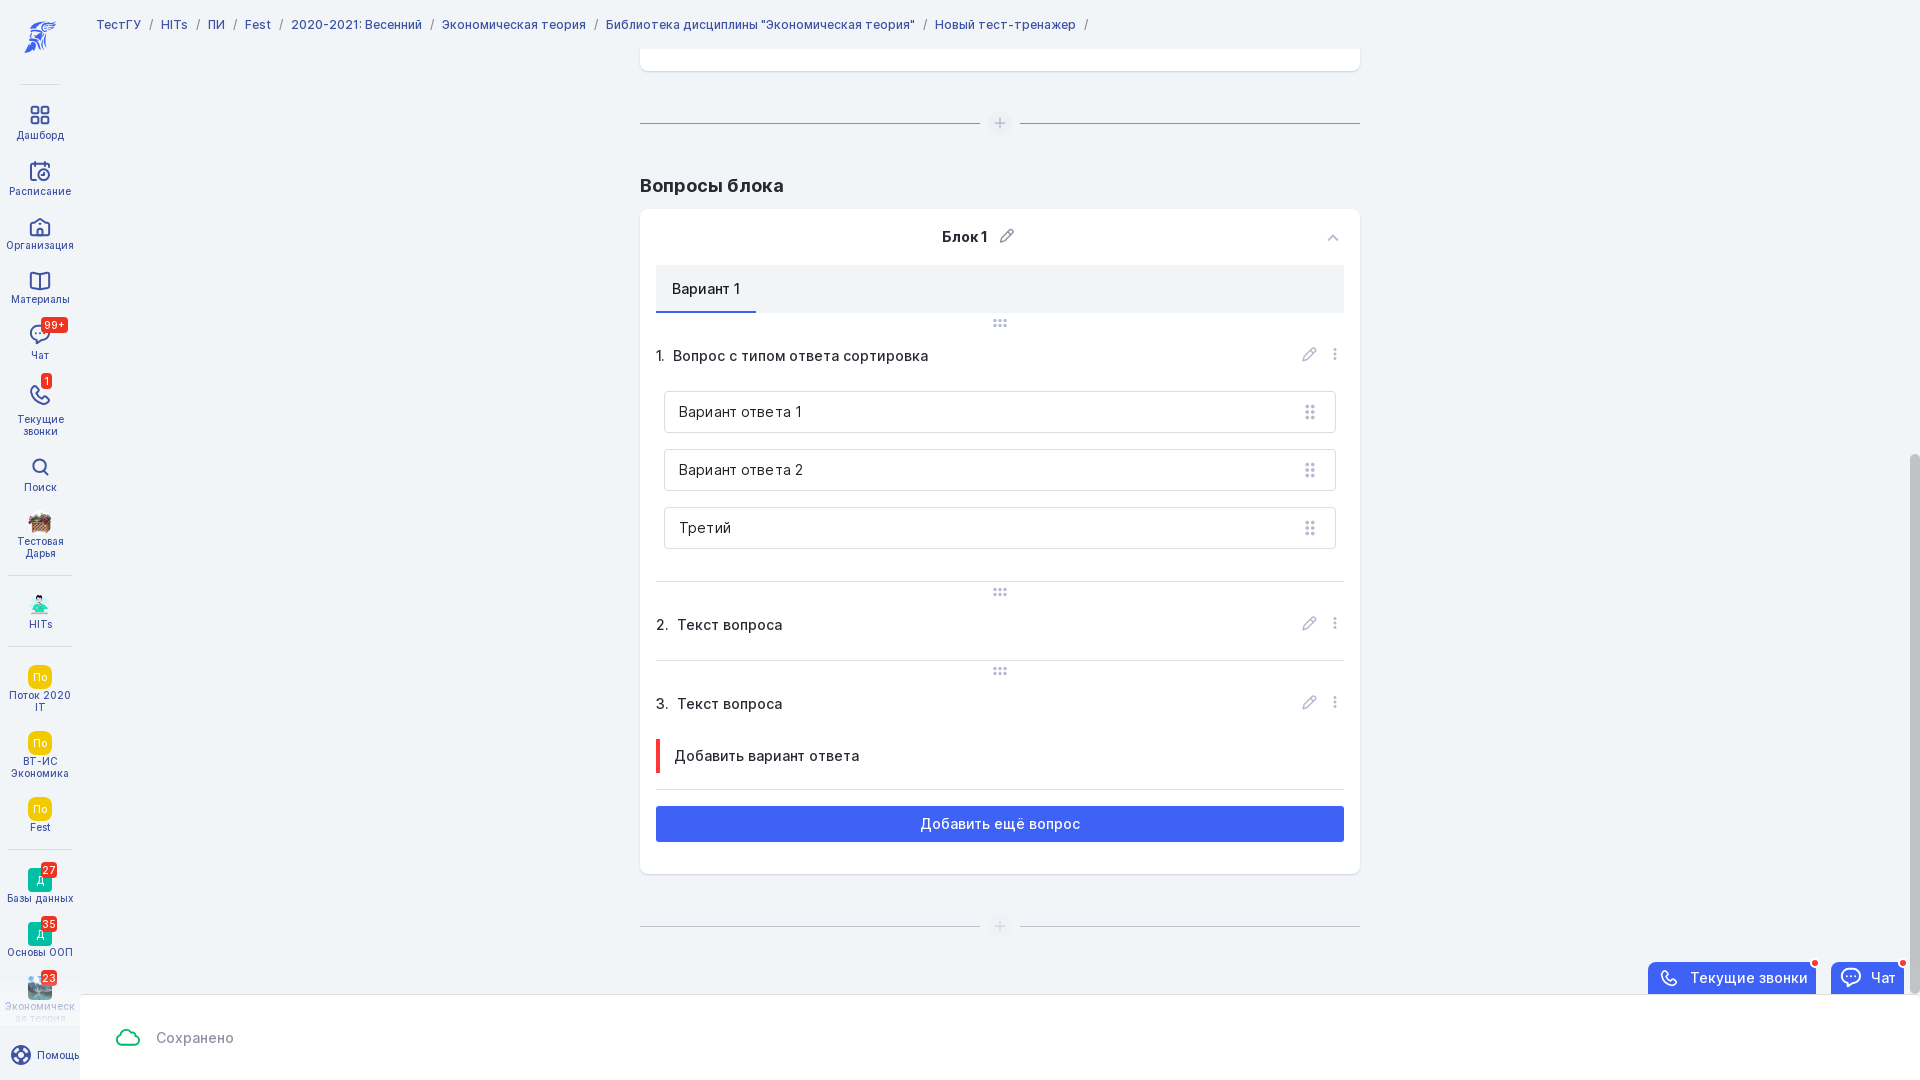 ТестГУ / HITs / ПИ / Fest / 2020-2021: Весенний / Экономическая теория / Библиотека дисциплины "Экономическая теория" / Новый тест-тренажер /
Дашборд
Расписание
Организация
Материалы
99+
Чат
1
Текущие
звонки
Поиск
Тестовая
Дарья
HITs
По
Поток 2020
IT
По
ВТ-ИС
Экономика
По
Fest
27
Д
Базы данных
35
Д
Основы ООП
23
Экономическ
ая теория
Помощь
Вопросы блока
Блок 1
Вариант 1
1. Вопрос с типом ответа сортировка
Вариант ответа 1
Вариант ответа 2
Третий
2. Текст вопроса
3. Текст вопроса
Добавить вариант ответа
Добавить ещё вопрос
Текущие звонки
Чат
Сохранено